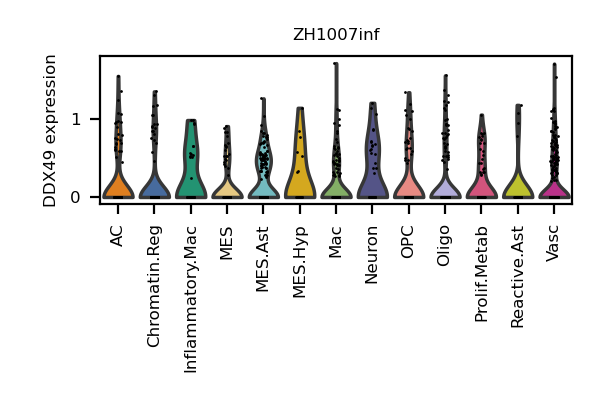 ZH1007inf
DDX49 expression
1
0
AC
Chromatin.Reg
Inflammatory.Mac
MES
MES.Ast
MES.Hyp
Mac
Neuron
OPC
Oligo
Prolif.Metab
Reactive.Ast
Vasc